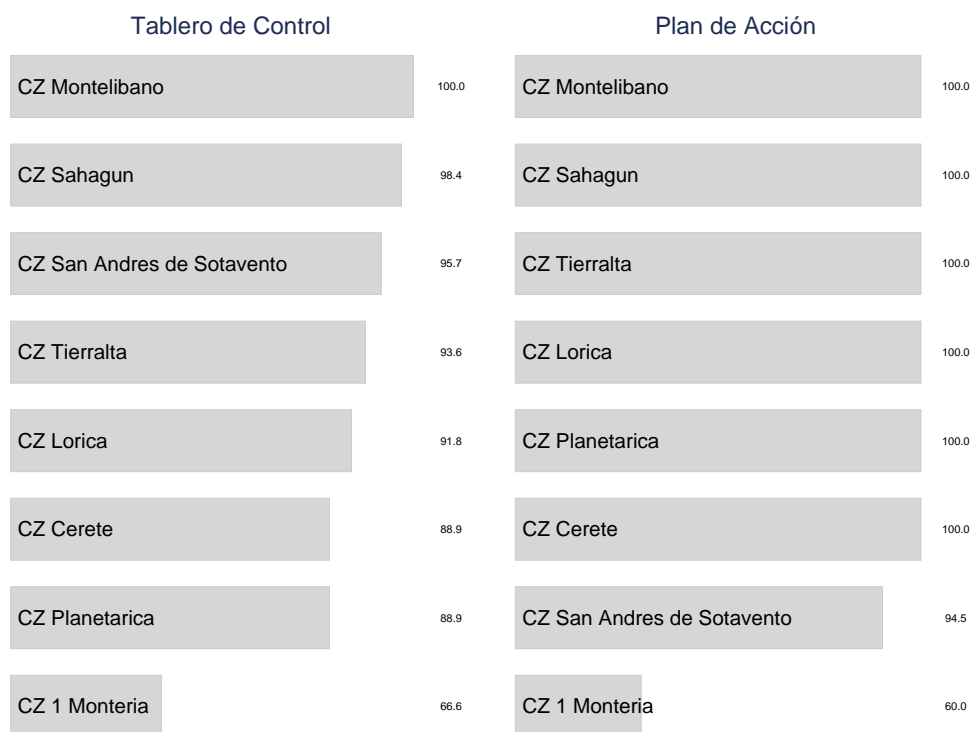 Tablero de Control
CZ Montelibano 100.0
CZ Sahagun 98.4
CZ San Andres de Sotavento 95.7
CZ Tierralta 93.6
CZ Lorica 91.8
CZ Cerete 88.9
CZ Planetarica 88.9
CZ 1 Monteria 66.6
Plan de Acción
CZ Montelibano 100.0
CZ Sahagun 100.0
CZ Tierralta 100.0
CZ Lorica 100.0
CZ Planetarica 100.0
CZ Cerete 100.0
CZ San Andres de Sotavento 94.5
CZ 1 Monteria 60.0